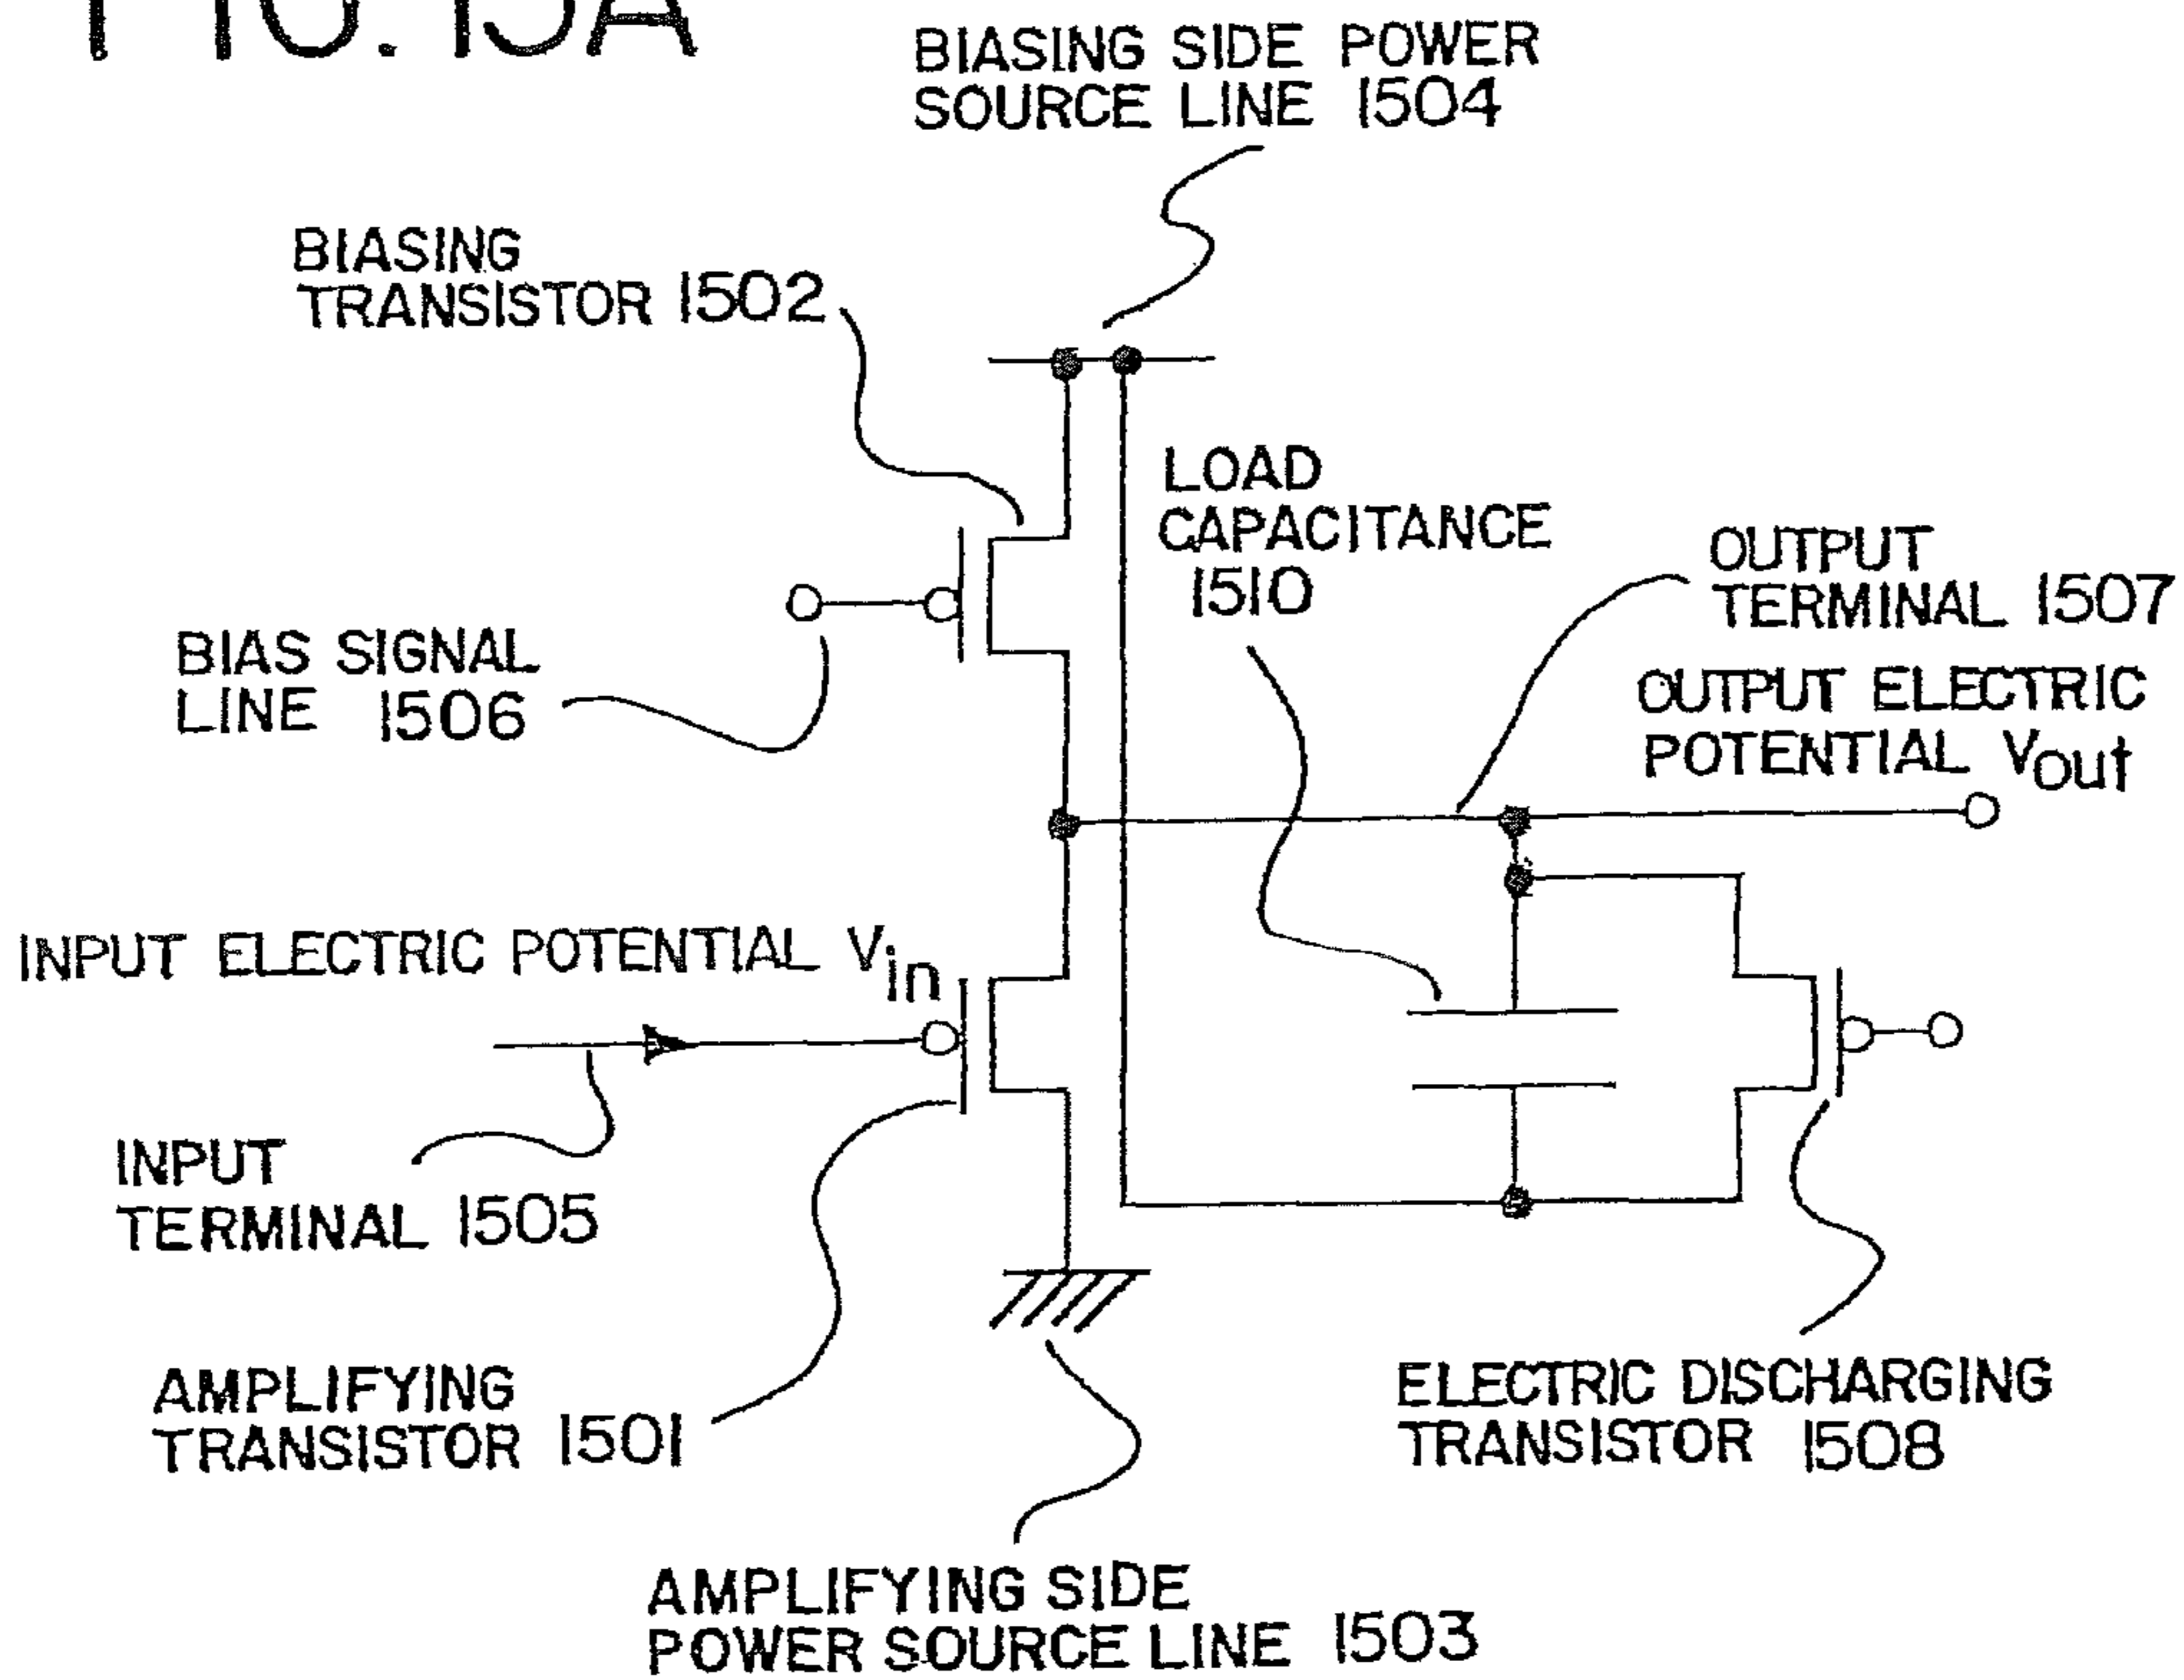 FIG. 15A
BIASING SIDE POWER
SOURCE LINE 1504
BIASING
TRANSISTOR 1502
LOAD
CAPACITANCE
1510
OUTPUT
TERMINAL 1507
BIAS SIGNAL
LINE 1506
OUTPUT ELECTRIC
POTENTIAL Vout
INPUT ELECTRIC POTENTIAL Vin
INPUT
TERMINAL 1505
AMPLIFYING
TRANSISTOR 1501
ELECTRIC DISCHARGING
TRANSISTOR 1508
AMPLIFYING SIDE
POWER SOURCE LINE 1503